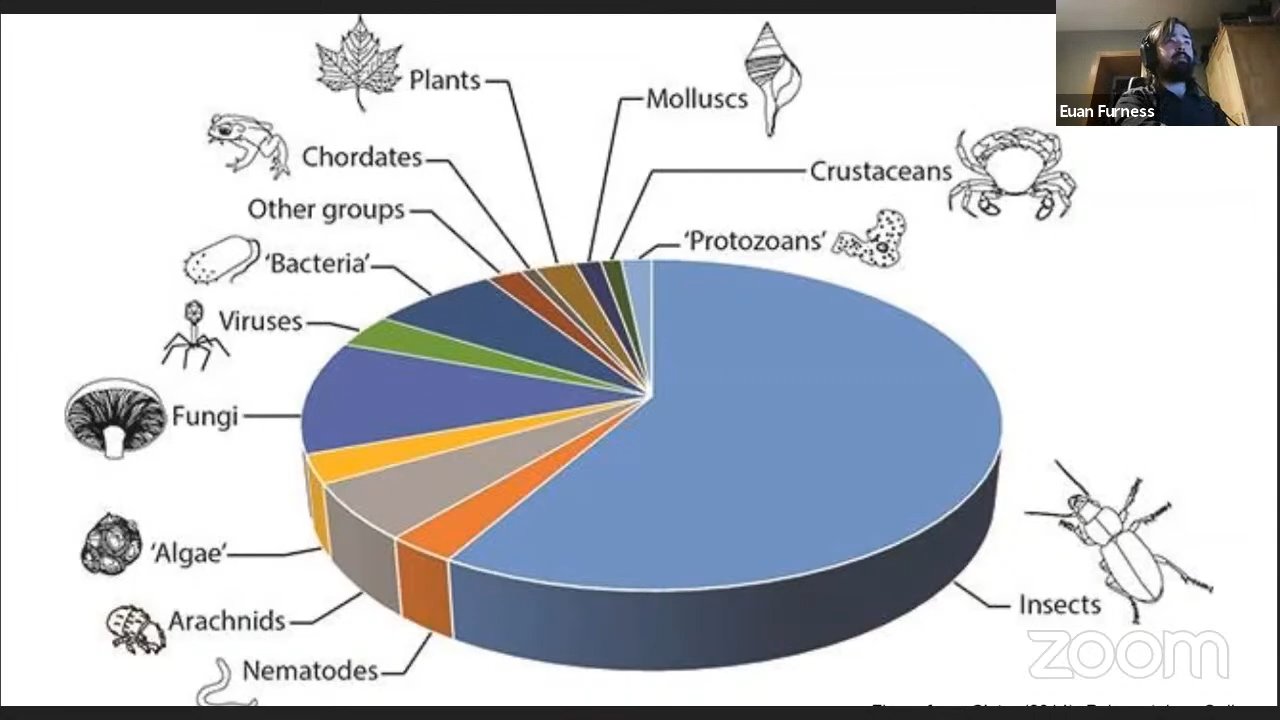 Plants
Molluscs
Euan Furness
Chordates
Crustaceans
Other groups
'Protozoans'
'Bacteria'
Viruses
Fungi
'Algae'
Arachnids
Insects
Nematodes
zoom